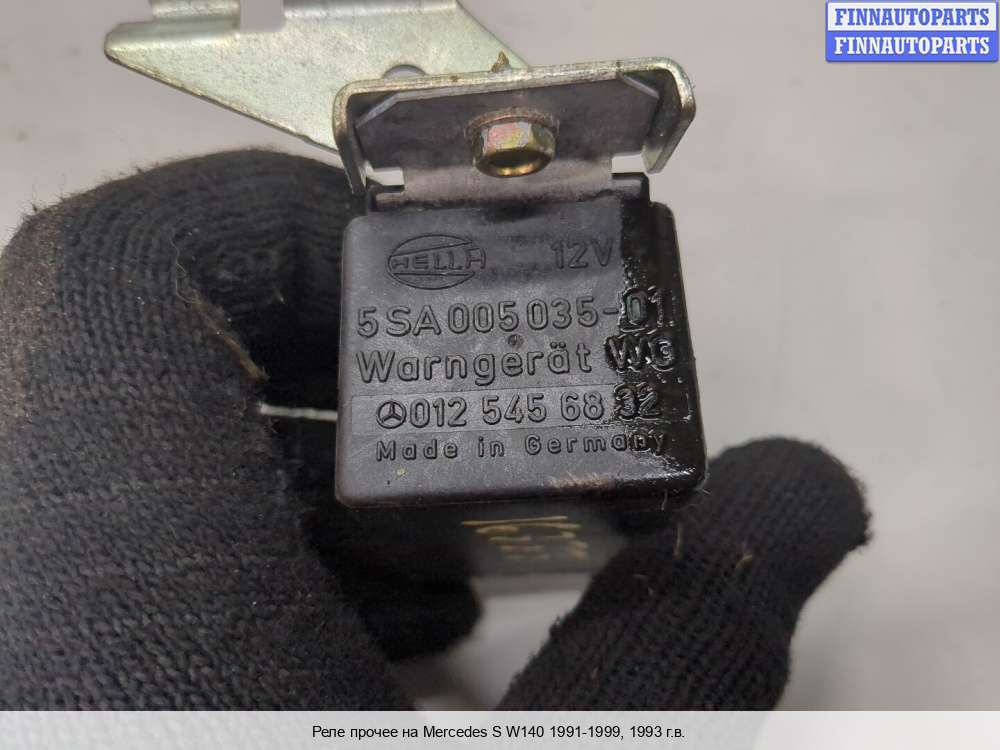 FINNAUTOPARTS
FINNAUTOPARTS
HELLA 12V
5SA 005 035-01
Warngerät WG
012 545 68 32
Made in Germany
Реле прочее на Mercedes S W140 1991-1999, 1993 г.в.